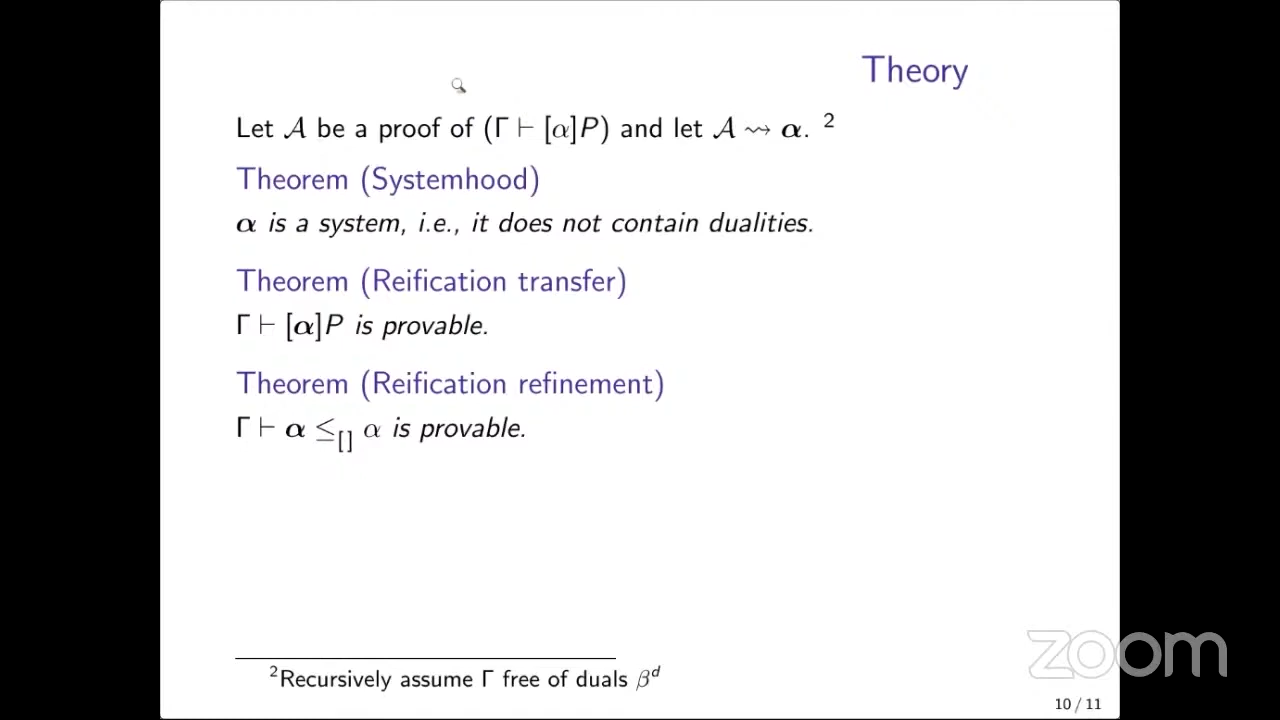 Theory
Let 𝒜 be a proof of (Γ ⊢ [α]P) and let 𝒜 ⇝ 𝜶. ²
Theorem (Systemhood)
𝜶 is a system, i.e., it does not contain dualities.
Theorem (Reification transfer)
Γ ⊢ [𝜶]P is provable.
Theorem (Reification refinement)
Γ ⊢ 𝜶 ≤[] α is provable.
²Recursively assume Γ free of duals βᵈ
zoom
10 / 11